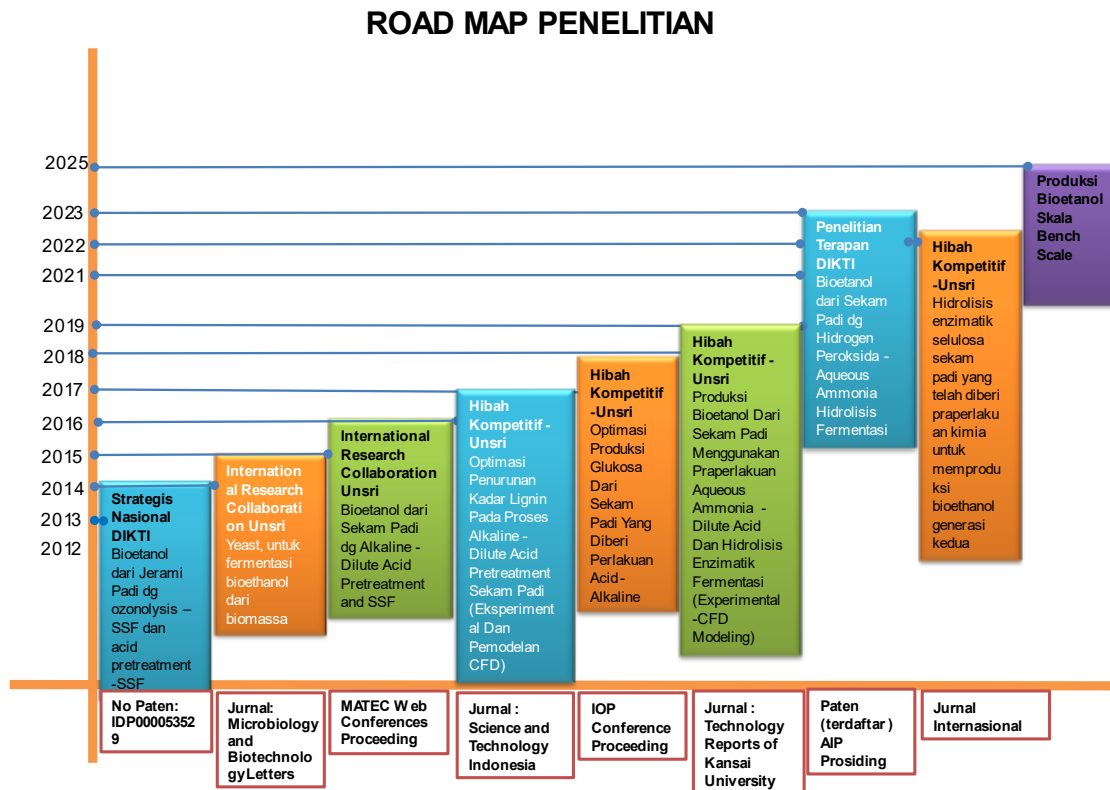 ROAD MAP PENELITIAN
2025
2023
2022
2021
2019
2018
2017
2016
2015
2014
2013
2012
Strategis
Nasional
DIKTI
Bioetanol
dari Jerami
Padi dg
ozonolysis –
SSF dan
acid
pretreatment
-SSF
Internation
al Research
Collaborati
on Unsri
Yeast, untuk
fermentasi
bioethanol
dari
biomassa
International
Research
Collaboration
Unsri
Bioetanol dari
Sekam Padi
dg Alkaline -
Dilute Acid
Pretreatment
and SSF
Hibah
Kompetitif -
Unsri
Optimasi
Penurunan
Kadar Lignin
Pada Proses
Alkaline -
Dilute Acid
Pretreatment
Sekam Padi
(Eksperiment
al Dan
Pemodelan
CFD)
Hibah
Kompetitif
-Unsri
Optimasi
Produksi
Glukosa
Dari
Sekam
Padi Yang
Diberi
Perlakuan
Acid-
Alkaline
Hibah
Kompetitif -
Unsri
Produksi
Bioetanol Dari
Sekam Padi
Menggunakan
Praperlakuan
Aqueous
Ammonia -
Dilute Acid
Dan Hidrolisis
Enzimatik
Fermentasi
(Experimental
-CFD
Modeling)
Penelitian
Terapan
DIKTI
Bioetanol
dari Sekam
Padi dg
Hidrogen
Peroksida -
Aqueous
Ammonia
Hidrolisis
Fermentasi
Hibah
Kompetitif
-Unsri
Hidrolisis
enzimatik
selulosa
sekam
padi yang
telah diberi
praperlaku
an kimia
untuk
memprodu
ksi
bioethanol
generasi
kedua
Produksi
Bioetanol
Skala
Bench
Scale
No Paten:
IDP00005352
9
Jurnal:
Microbiology
and
Biotechnolo
gyLetters
MATEC Web
Conferences
Proceeding
Jurnal :
Science and
Technology
Indonesia
IOP
Conference
Proceeding
Jurnal :
Technology
Reports of
Kansai
University
Paten
(terdaftar)
AIP
Prosiding
Jurnal
Internasional